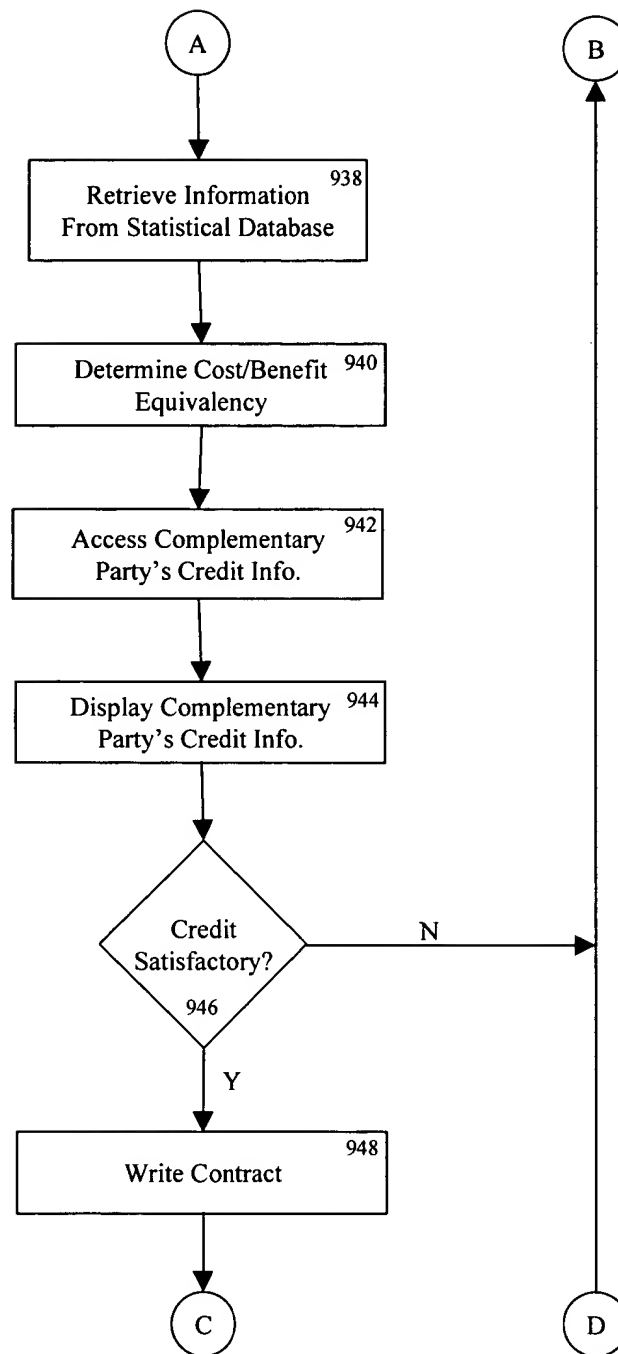 A
B
938
Retrieve Information
From Statistical Database
940
Determine Cost/Benefit
Equivalency
942
Access Complementary
Party's Credit Info.
944
Display Complementary
Party's Credit Info.
Credit
Satisfactory?
946
N
Y
948
Write Contract
C
D